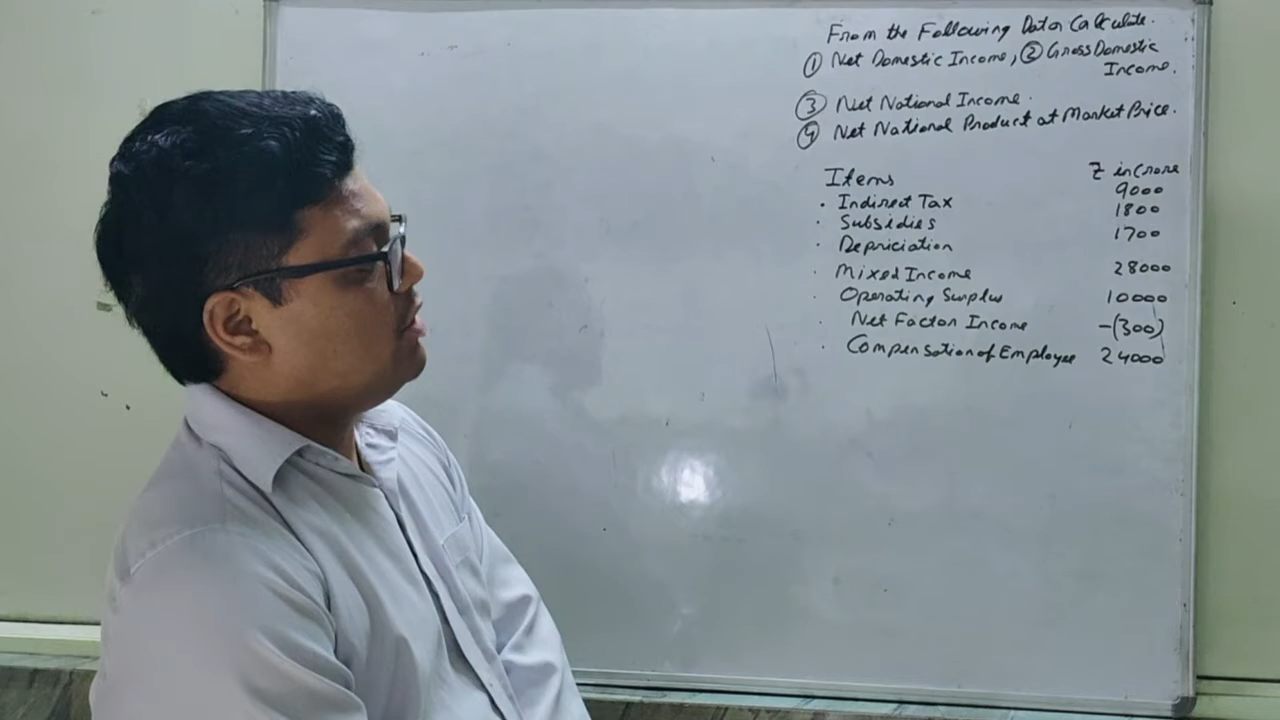 From the Following Data Calculate.
① Net Domestic Income, ② Gross Domestic Income.
③ Net National Income.
④ Net National Product at Market Price.
Items ₹ in Crore
. Indirect Tax 9000
. Subsidies 1800
. Depriciation 1700
. Mixed Income 28000
. Operating Surplus 10000
. Net Factor Income -(300)
. Compensation of Employee 24000